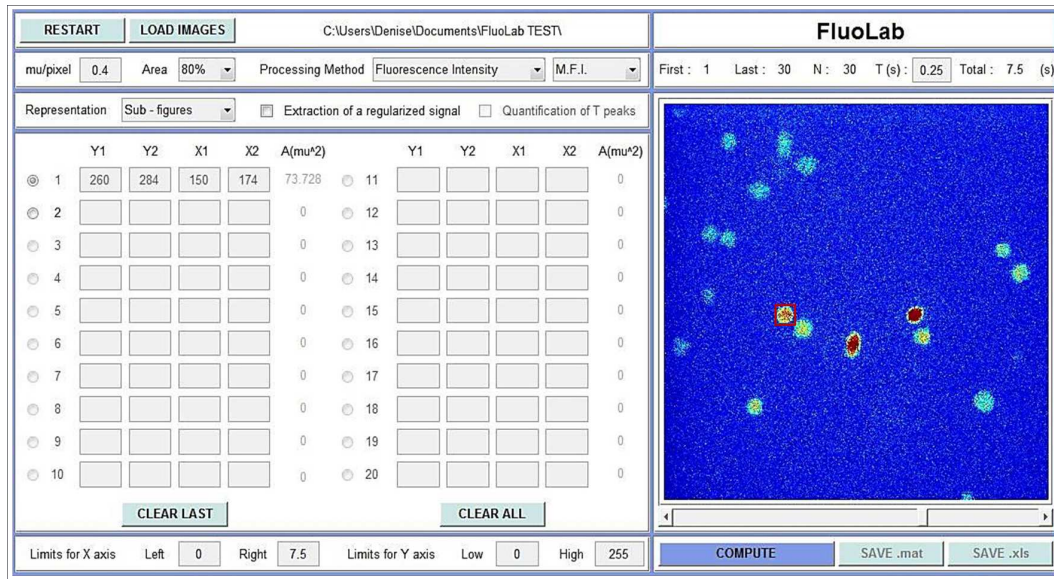 RESTART LOAD IMAGES C:\Users\Denise\Documents\FluoLab TEST\ FluoLab
mu/pixel 0.4 Area 80% Processing Method Fluorescence Intensity M.F.I. First : 1 Last : 30 N : 30 T (s) : 0.25 Total : 7.5 (s)
Representation Sub - figures Extraction of a regularized signal Quantification of T peaks
Y1 Y2 X1 X2 A(mu^2) Y1 Y2 X1 X2 A(mu^2)
1 260 284 150 174 73.728 11 0
2 0 12 0
3 0 13 0
4 0 14 0
5 0 15 0
6 0 16 0
7 0 17 0
8 0 18 0
9 0 19 0
10 0 20 0
CLEAR LAST CLEAR ALL
Limits for X axis Left 0 Right 7.5 Limits for Y axis Low 0 High 255 COMPUTE SAVE .mat SAVE .xls